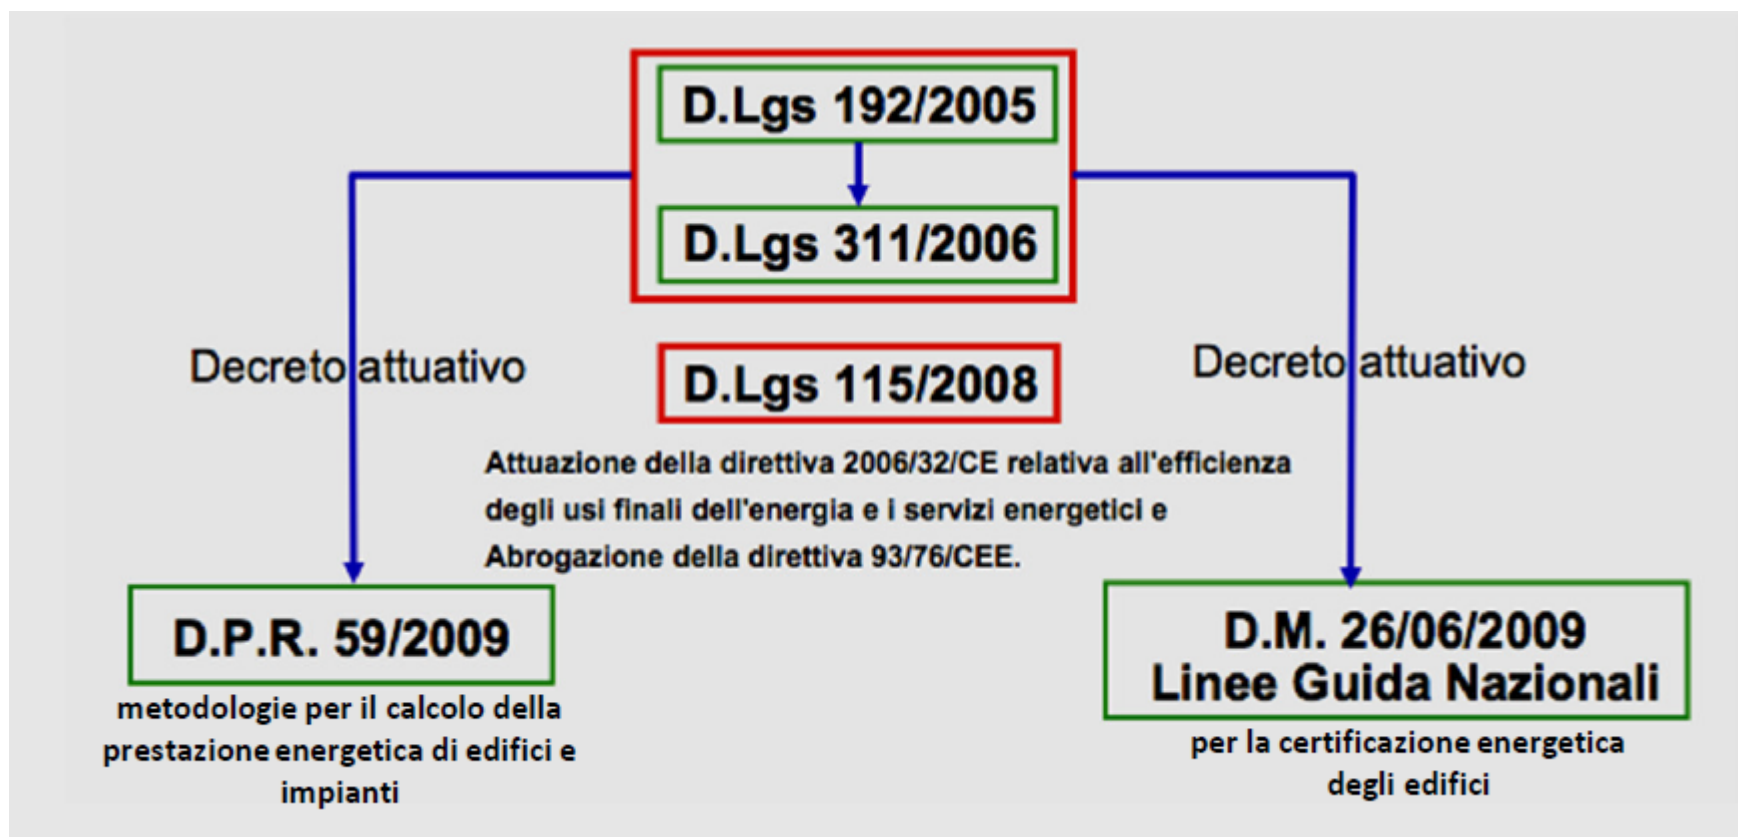 D.Lgs 192/2005
D.Lgs 311/2006
Decreto attuativo
Decreto attuativo
D.Lgs 115/2008
Attuazione della direttiva 2006/32/CE relativa all'efficienza
degli usi finali dell'energia e i servizi energetici e
Abrogazione della direttiva 93/76/CEE.
D.P.R. 59/2009
metodologie per il calcolo della
prestazione energetica di edifici e
impianti
D.M. 26/06/2009
Linee Guida Nazionali
per la certificazione energetica
degli edifici